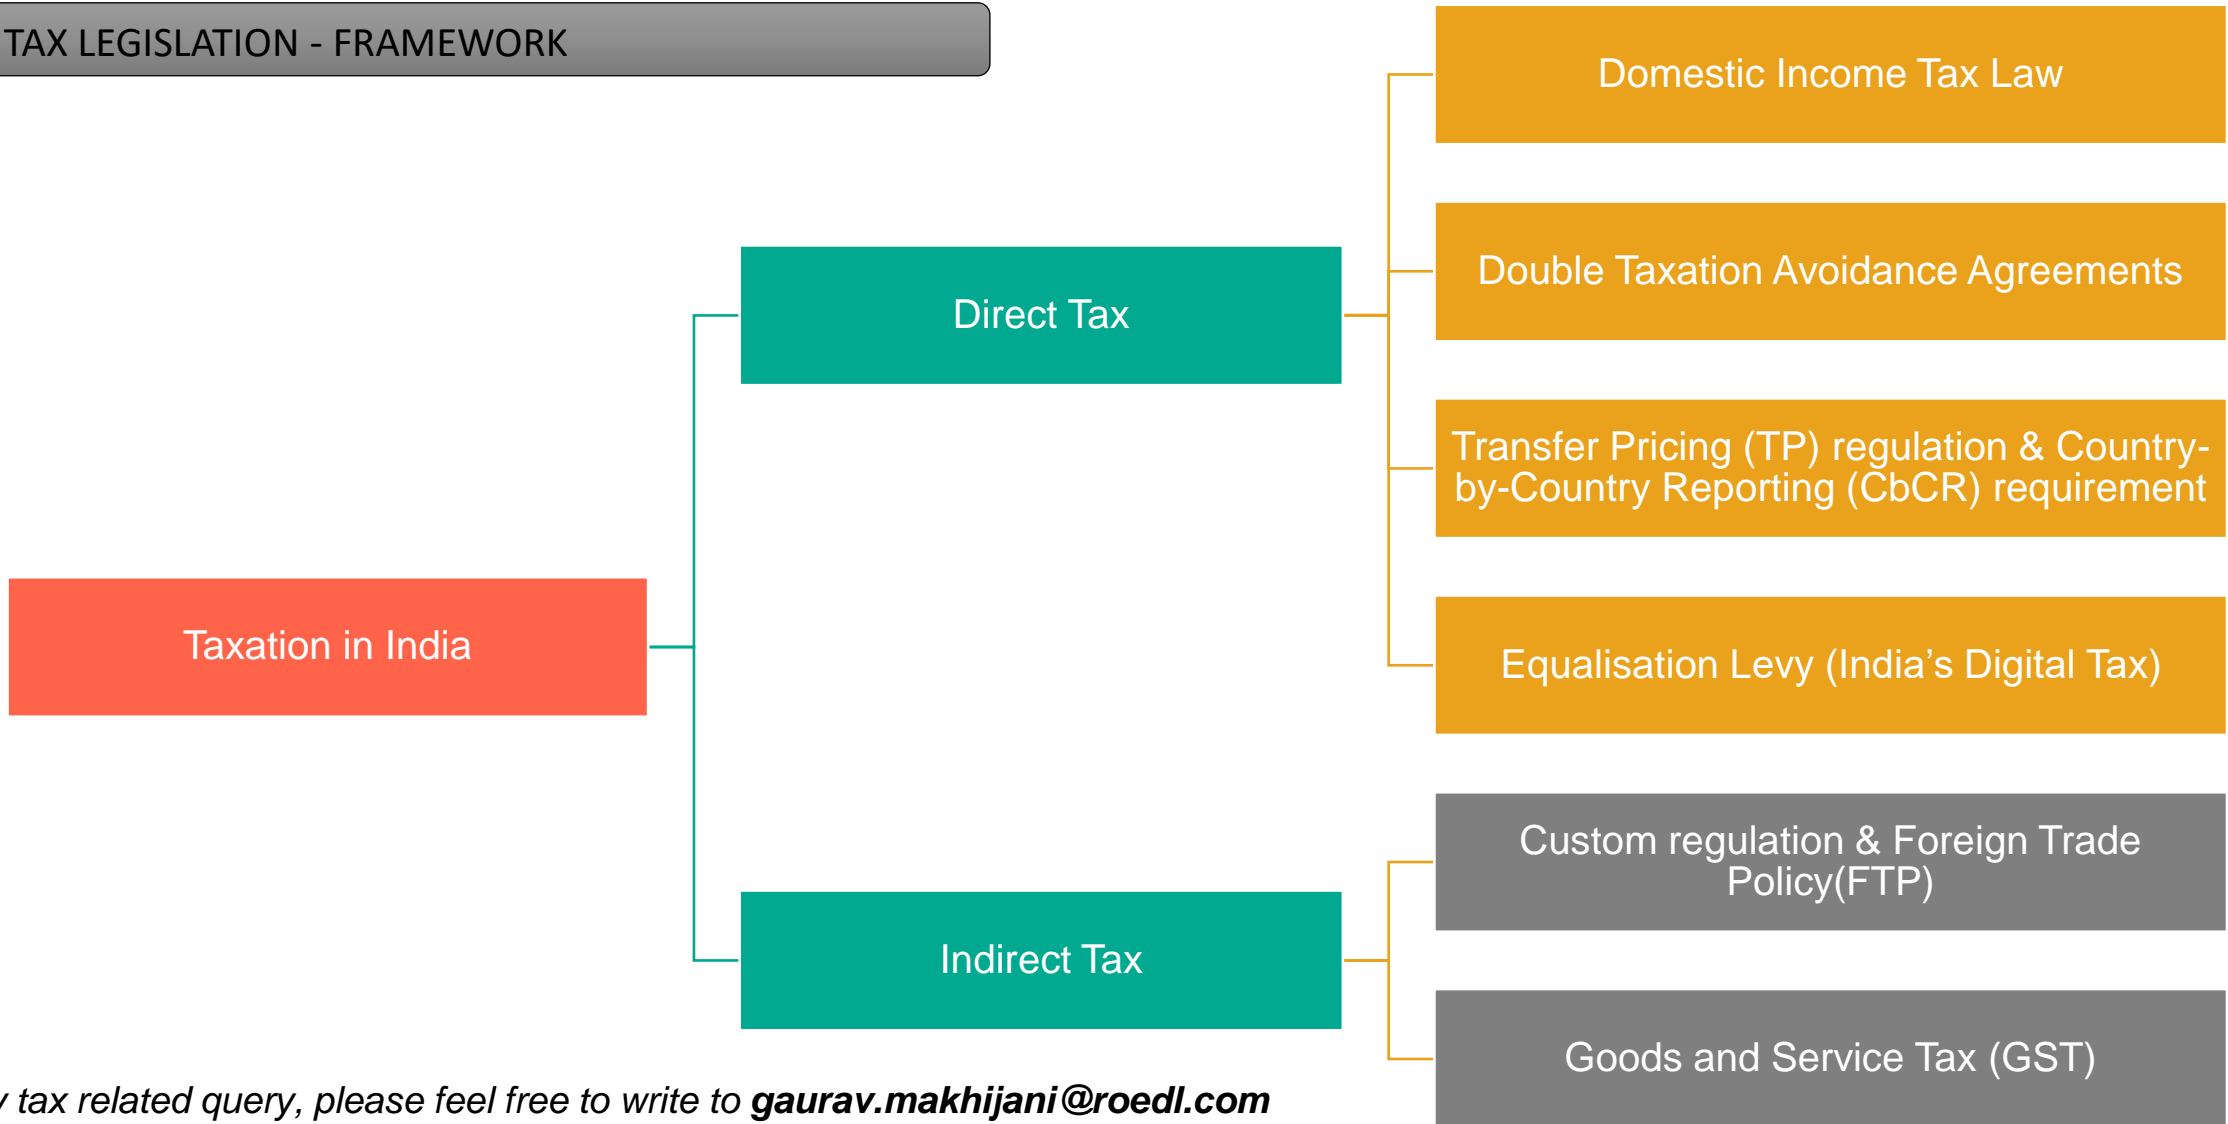 TAX LEGISLATION - FRAMEWORK
Domestic Income Tax Law
Double Taxation Avoidance Agreements
Direct Tax
Transfer Pricing (TP) regulation & Country-
by-Country Reporting (CbCR) requirement
Taxation in India
Equalisation Levy (India’s Digital Tax)
Custom regulation & Foreign Trade
Policy(FTP)
Indirect Tax
Goods and Service Tax (GST)
tax related query, please feel free to write to gaurav.makhijani@roedl.com